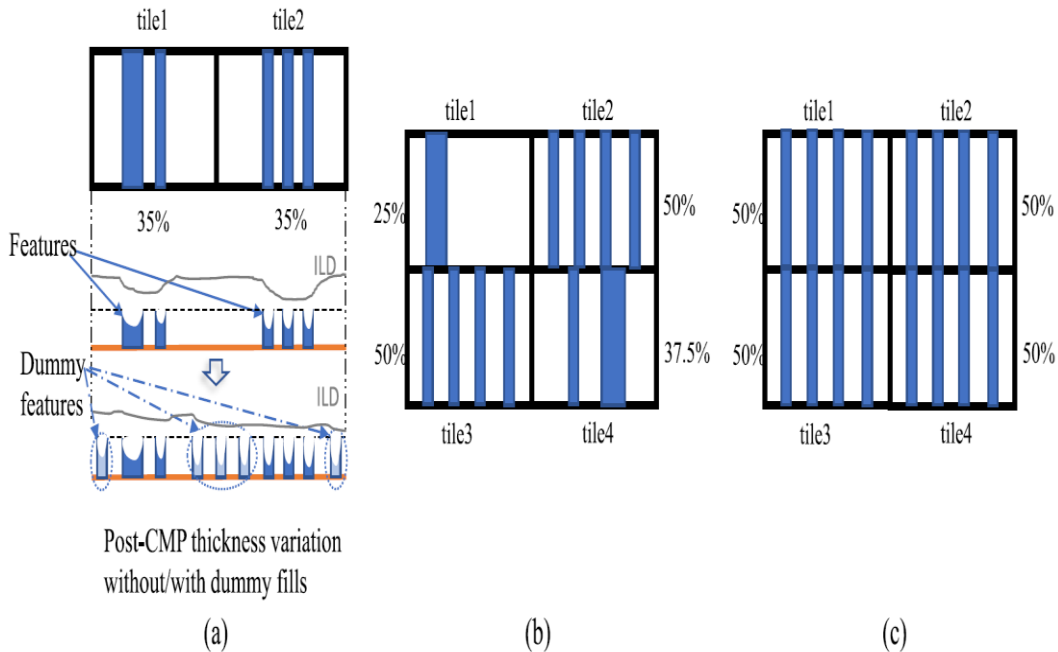 tile1 tile2
35% 35%
Features
ILD
Dummy
features
ILD
Post-CMP thickness variation
without/with dummy fills
(a)
tile1 tile2
25% 50%
50% 37.5%
tile3 tile4
(b)
tile1 tile2
50% 50%
50% 50%
tile3 tile4
(c)